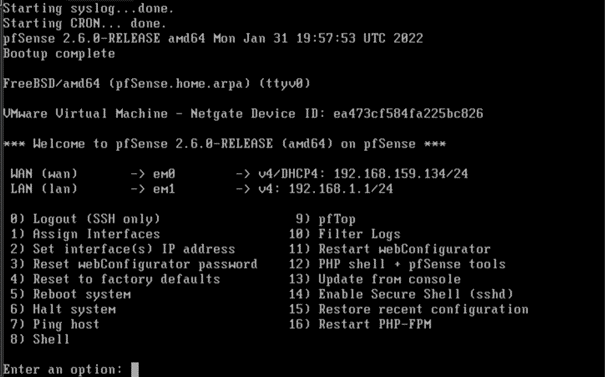 Starting syslog...done.
Starting CRON... done.
pfSense 2.6.0-RELEASE amd64 Mon Jan 31 19:57:53 UTC 2022
Bootup complete
FreeBSD/amd64 (pfSense.home.arpa) (ttyv0)
VMware Virtual Machine - Netgate Device ID: ea473cf584fa225bc826
*** Welcome to pfSense 2.6.0-RELEASE (amd64) on pfSense ***
WAN (wan) -> em0 -> v4/DHCP4: 192.168.159.134/24
LAN (lan) -> em1 -> v4: 192.168.1.1/24
0) Logout (SSH only) 9) pfTop
1) Assign Interfaces 10) Filter Logs
2) Set interface(s) IP address 11) Restart webConfigurator
3) Reset webConfigurator password 12) PHP shell + pfSense tools
4) Reset to factory defaults 13) Update from console
5) Reboot system 14) Enable Secure Shell (sshd)
6) Halt system 15) Restore recent configuration
7) Ping host 16) Restart PHP-FPM
8) Shell
Enter an option: